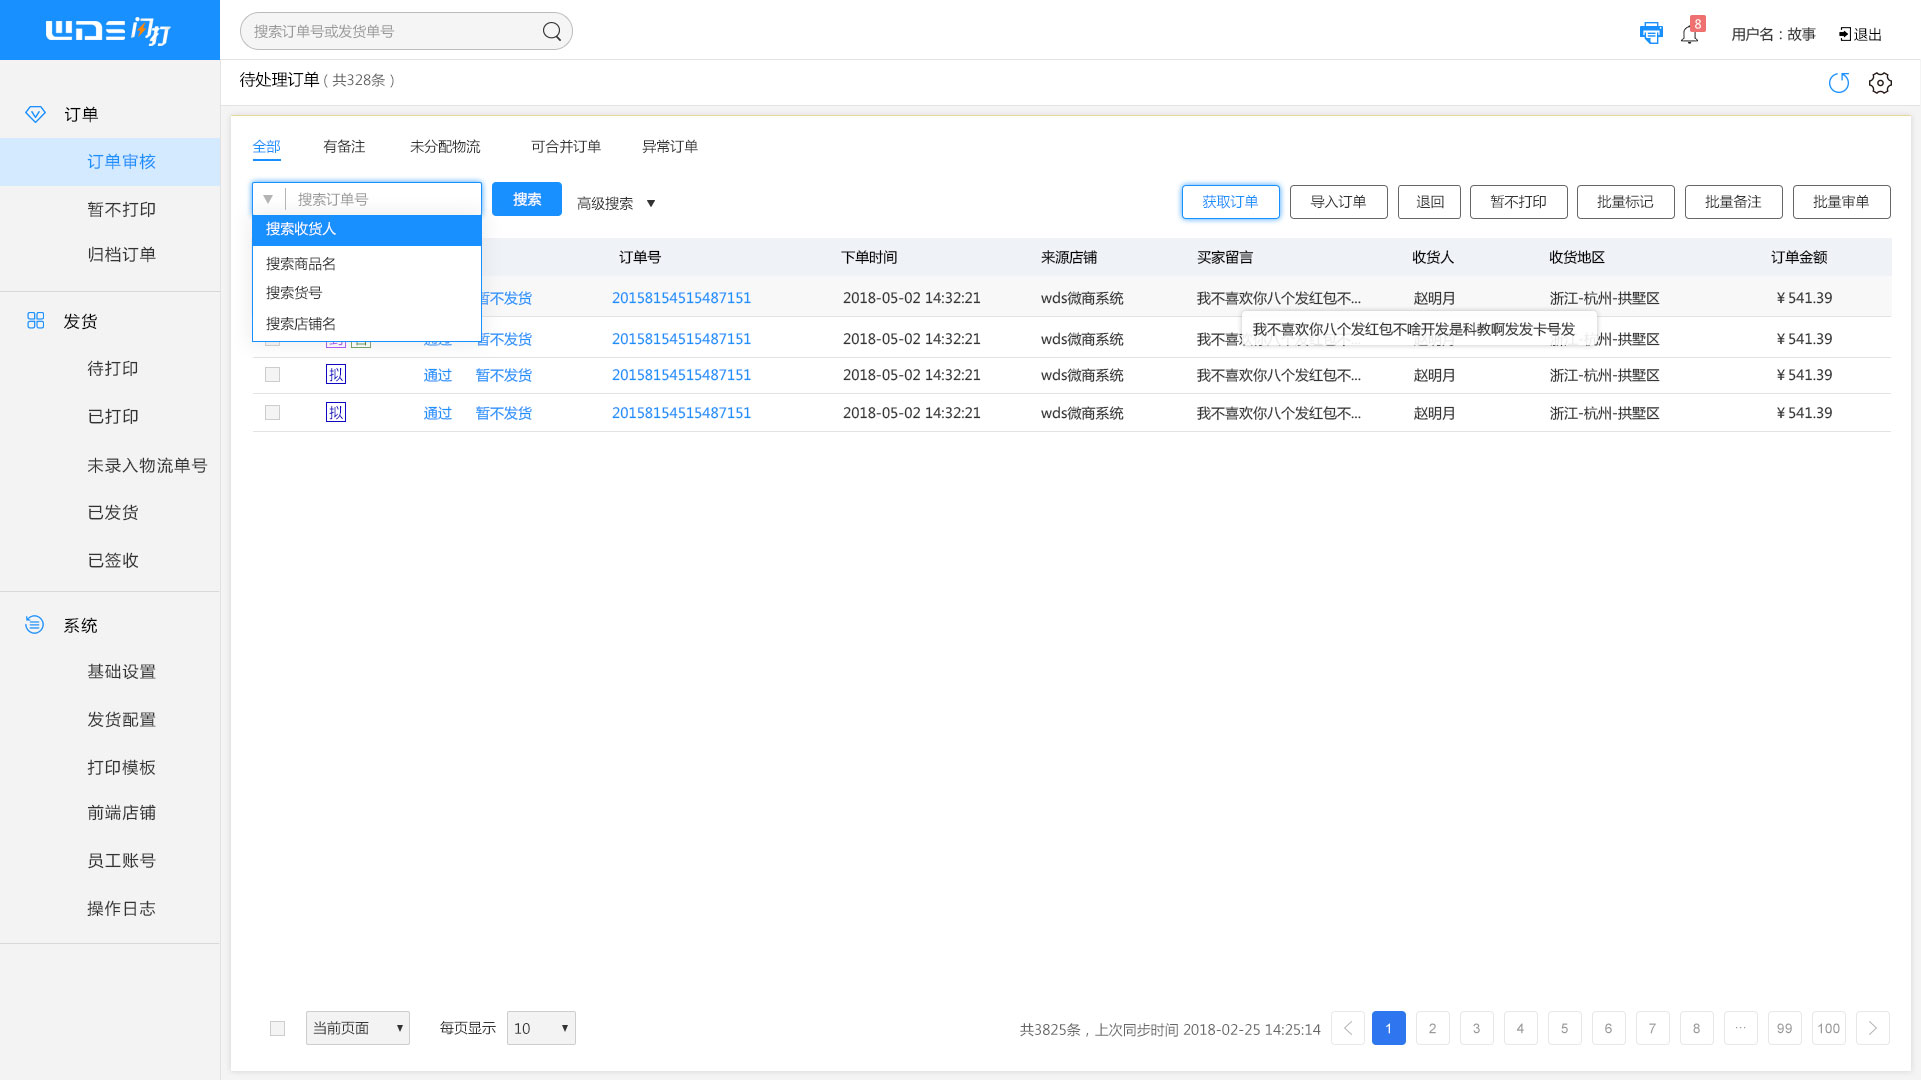 WDS闪打
搜索订单号或发货单号
8
用户名：故事
退出
待处理订单（共328条）
订单
订单审核
暂不打印
归档订单
发货
待打印
已打印
未录入物流单号
已发货
已签收
系统
基础设置
发货配置
打印模板
前端店铺
员工账号
操作日志
全部 有备注 未分配物流 可合并订单 异常订单
搜索订单号 搜索 高级搜索 获取订单 导入订单 退回 暂不打印 批量标记 批量备注 批量审单
搜索收货人
搜索商品名
搜索货号
搜索店铺名
订单号 下单时间 来源店铺 买家留言 收货人 收货地区 订单金额
暂不发货 20158154515487151 2018-05-02 14:32:21 wds微商系统 我不喜欢你八个发红包不... 赵明月 浙江-杭州-拱墅区 ¥541.39
我不喜欢你八个发红包不啥开发是科教啊发发卡号发
通过 暂不发货 20158154515487151 2018-05-02 14:32:21 wds微商系统 我不喜欢你八个发红包不... 赵明月 浙江-杭州-拱墅区 ¥541.39
拟 通过 暂不发货 20158154515487151 2018-05-02 14:32:21 wds微商系统 我不喜欢你八个发红包不... 赵明月 浙江-杭州-拱墅区 ¥541.39
拟 通过 暂不发货 20158154515487151 2018-05-02 14:32:21 wds微商系统 我不喜欢你八个发红包不... 赵明月 浙江-杭州-拱墅区 ¥541.39
当前页面 每页显示 10 共3825条，上次同步时间 2018-02-25 14:25:14 1 2 3 4 5 6 7 8 ... 99 100